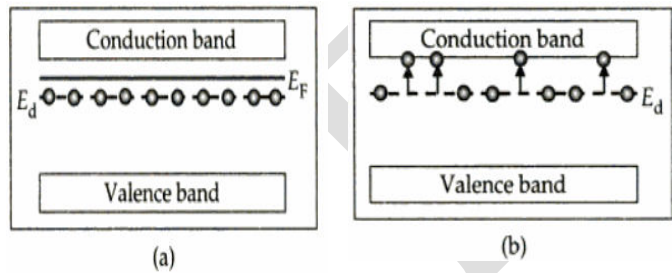 Conduction band
E_F
E_d
Valence band
(a)
Conduction band
E_d
Valence band
(b)